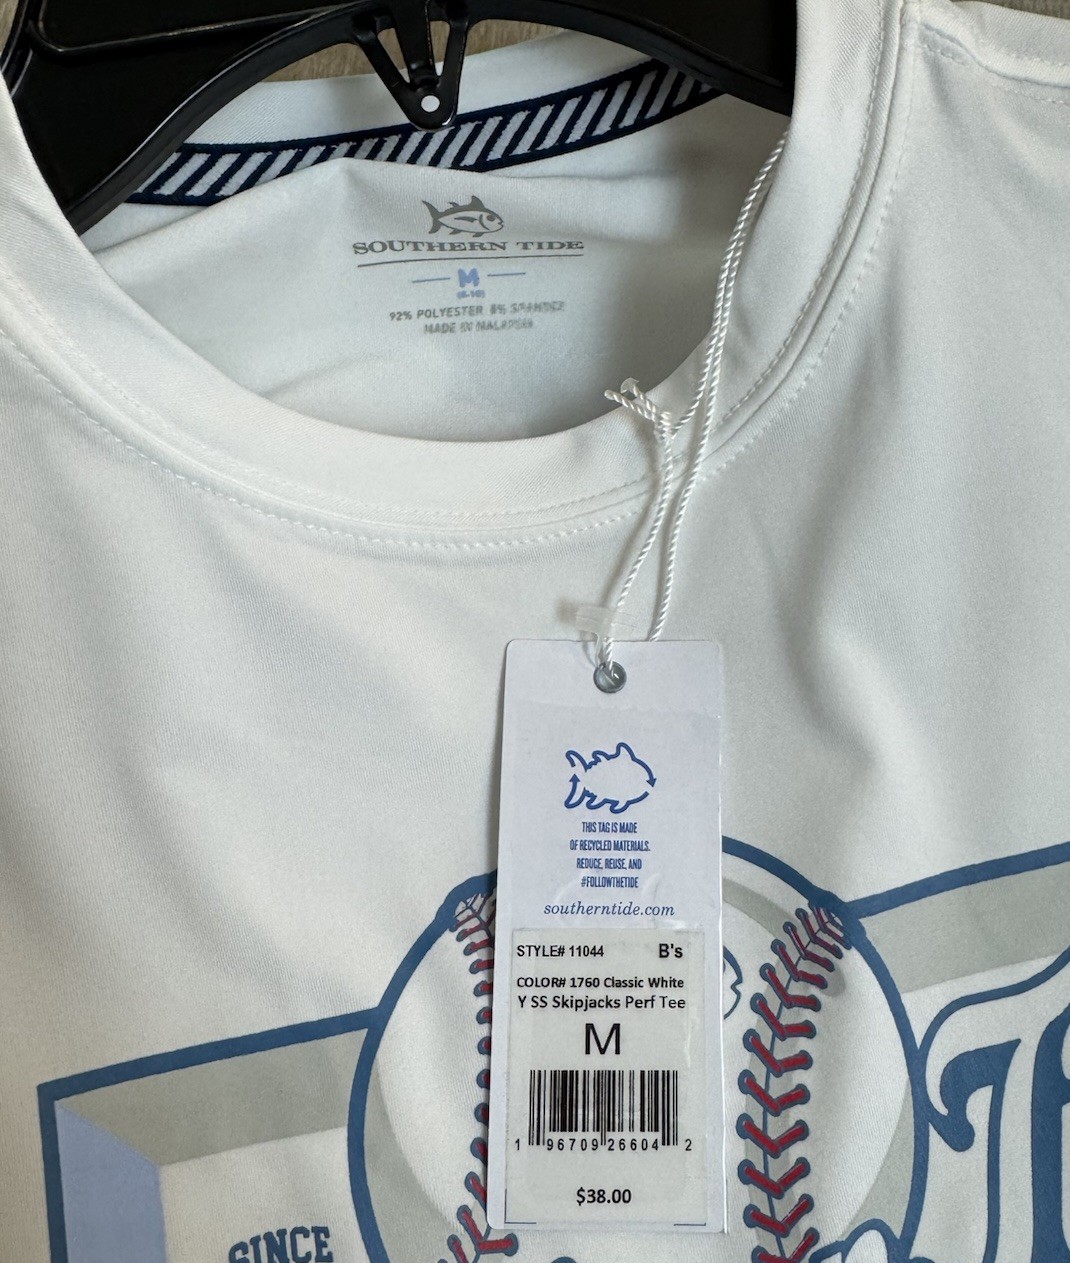 SOUTHERN TIDE
M
92% POLYESTER 8% SPANDEX
MADE IN MALAYSIA
THIS TAG IS MADE
OF RECYCLED MATERIALS.
REDUCE, REUSE, AND
#FOLLOWTHETIDE
southerntide.com
STYLE# 11044 B's
COLOR# 1760 Classic White
Y SS Skipjacks Perf Tee
M
1 96709 26604 2
$38.00
SINCE